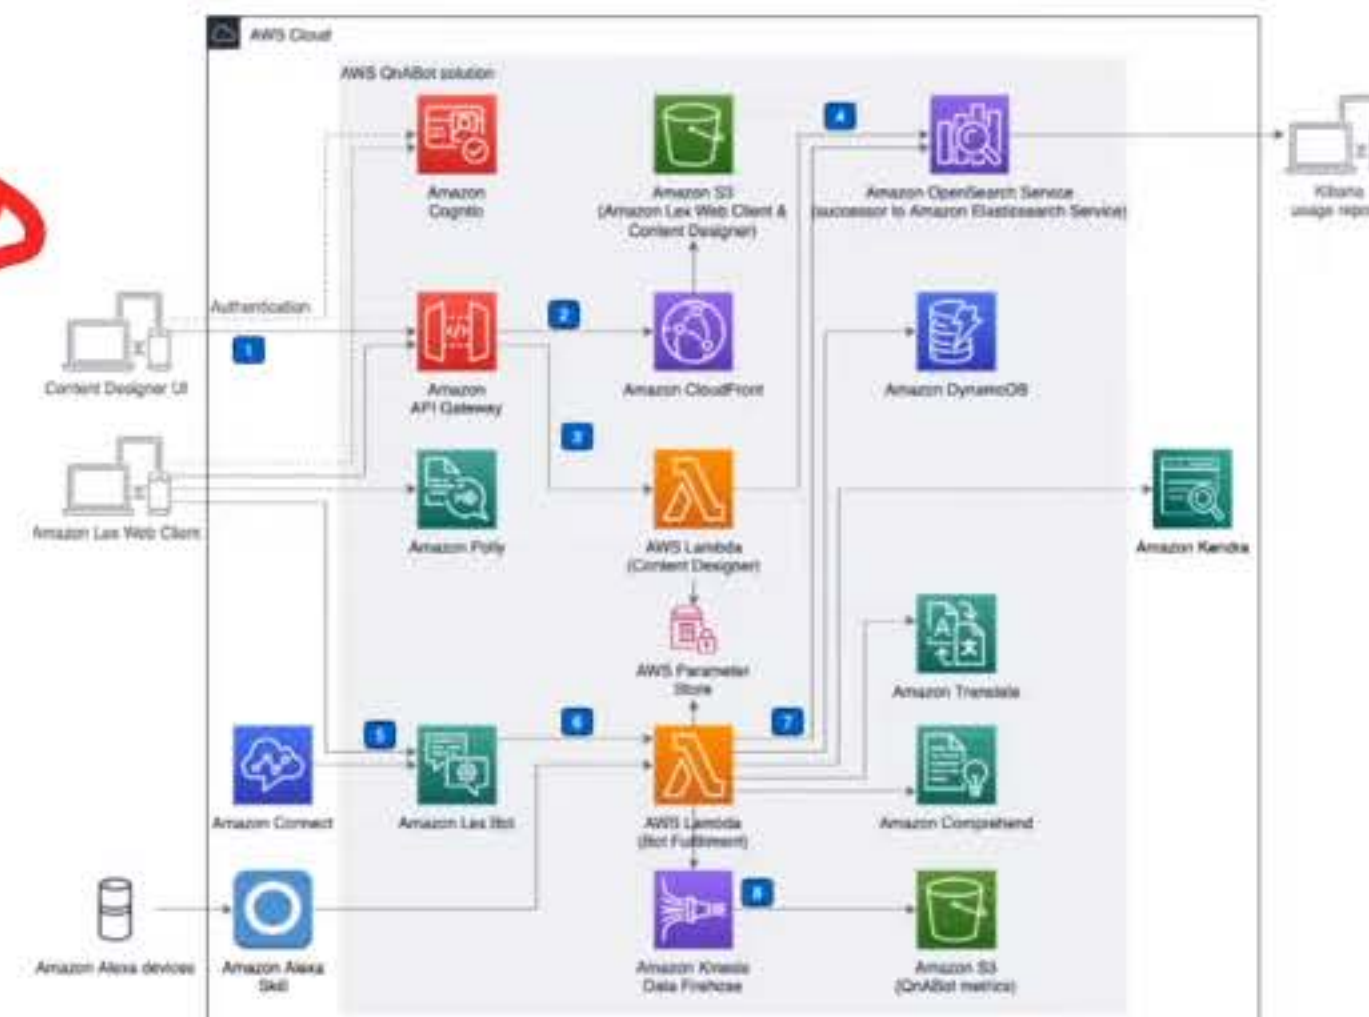 AWS Cloud
AWS QnABot solution
Amazon
Cognito
Amazon S3
(Amazon Lex Web Client &
Content Designer)
4
Amazon OpenSearch Service
(successor to Amazon Elasticsearch Service)
Kibana
usage
Authentication
1
Content Designer UI
Amazon
API Gateway
2
Amazon CloudFront
Amazon DynamoDB
3
Amazon Lex Web Client
Amazon Polly
AWS Lambda
(Content Designer)
Amazon Kendra
AWS Parameter
Store
Amazon Translate
5
6
7
Amazon Connect
Amazon Lex Bot
AWS Lambda
(Bot Fulfillment)
Amazon Comprehend
8
Amazon Alexa devices
Amazon Alexa
Skill
Amazon Kinesis
Data Firehose
Amazon S3
(QnABot metrics)